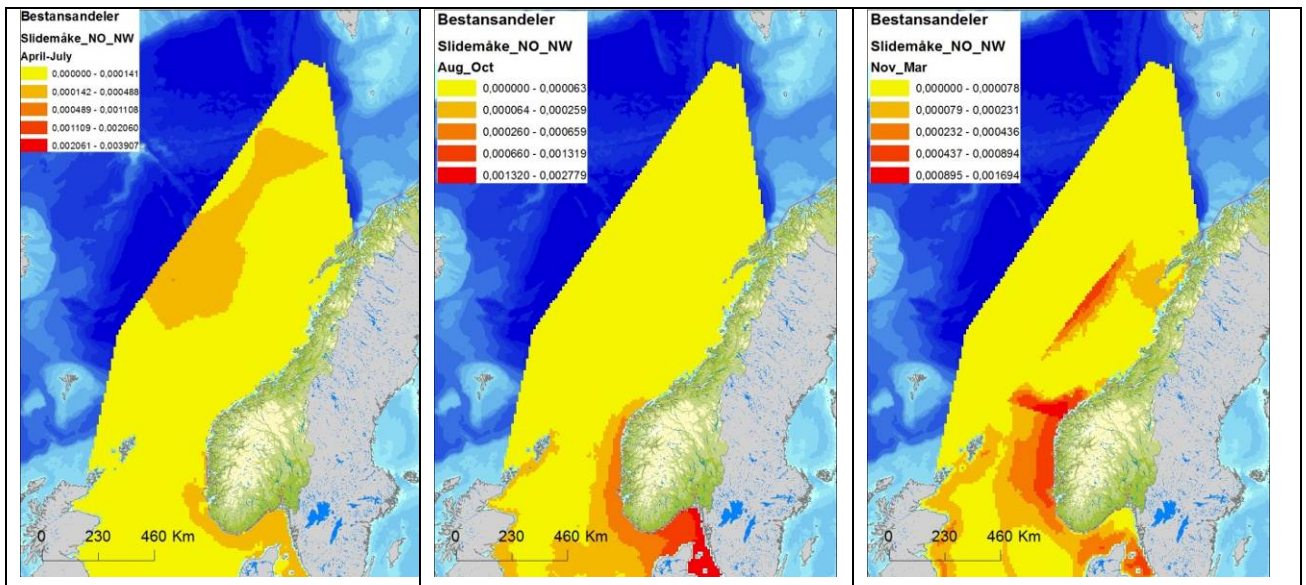 Bestansandeler
Slidemåke_NO_NW
April-July
0,000000 - 0,000141
0,000142 - 0,000488
0,000489 - 0,001108
0,001109 - 0,002060
0,002061 - 0,003907
0 230 460 Km
Bestansandeler
Slidemåke_NO_NW
Aug_Oct
0,000000 - 0,000063
0,000064 - 0,000259
0,000260 - 0,000659
0,000660 - 0,001319
0,001320 - 0,002779
0 230 460 Km
Bestansandeler
Slidemåke_NO_NW
Nov_Mar
0,000000 - 0,000078
0,000079 - 0,000231
0,000232 - 0,000436
0,000437 - 0,000894
0,000895 - 0,001694
0 230 460 Km